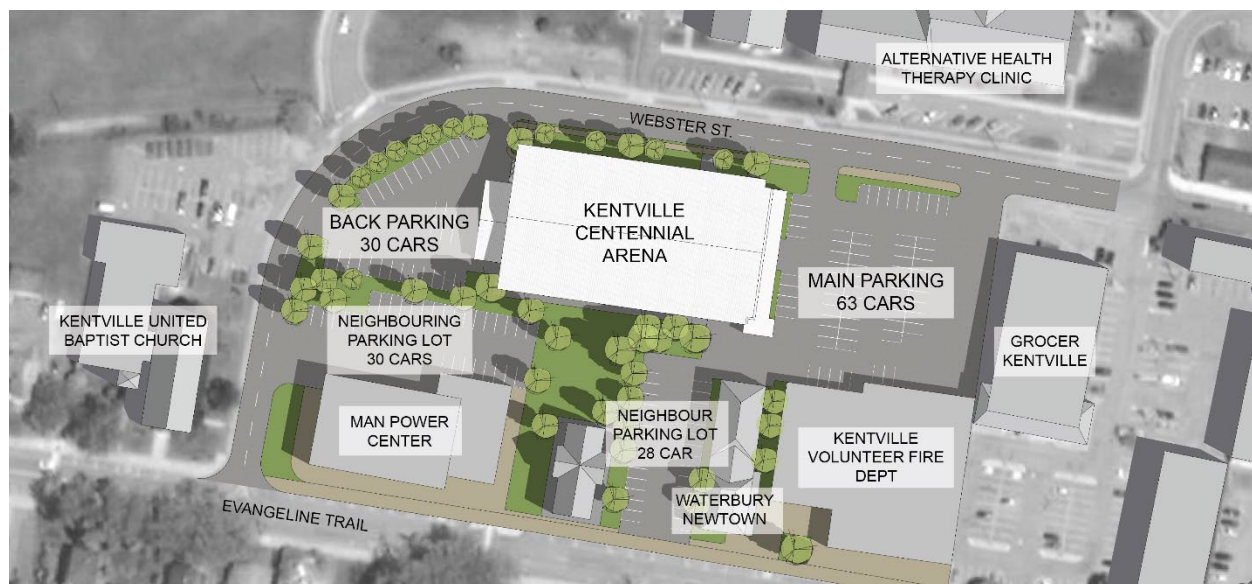 ALTERNATIVE HEALTH
THERAPY CLINIC
WEBSTER ST.
KENTVILLE
CENTENNIAL
ARENA
BACK PARKING
30 CARS
MAIN PARKING
63 CARS
KENTVILLE UNITED
BAPTIST CHURCH
NEIGHBOURING
PARKING LOT
30 CARS
GROCER
KENTVILLE
MAN POWER
CENTER
NEIGHBOUR
PARKING LOT
28 CAR
KENTVILLE
VOLUNTEER FIRE
DEPT
WATERBURY
NEWTOWN
EVANGELINE TRAIL